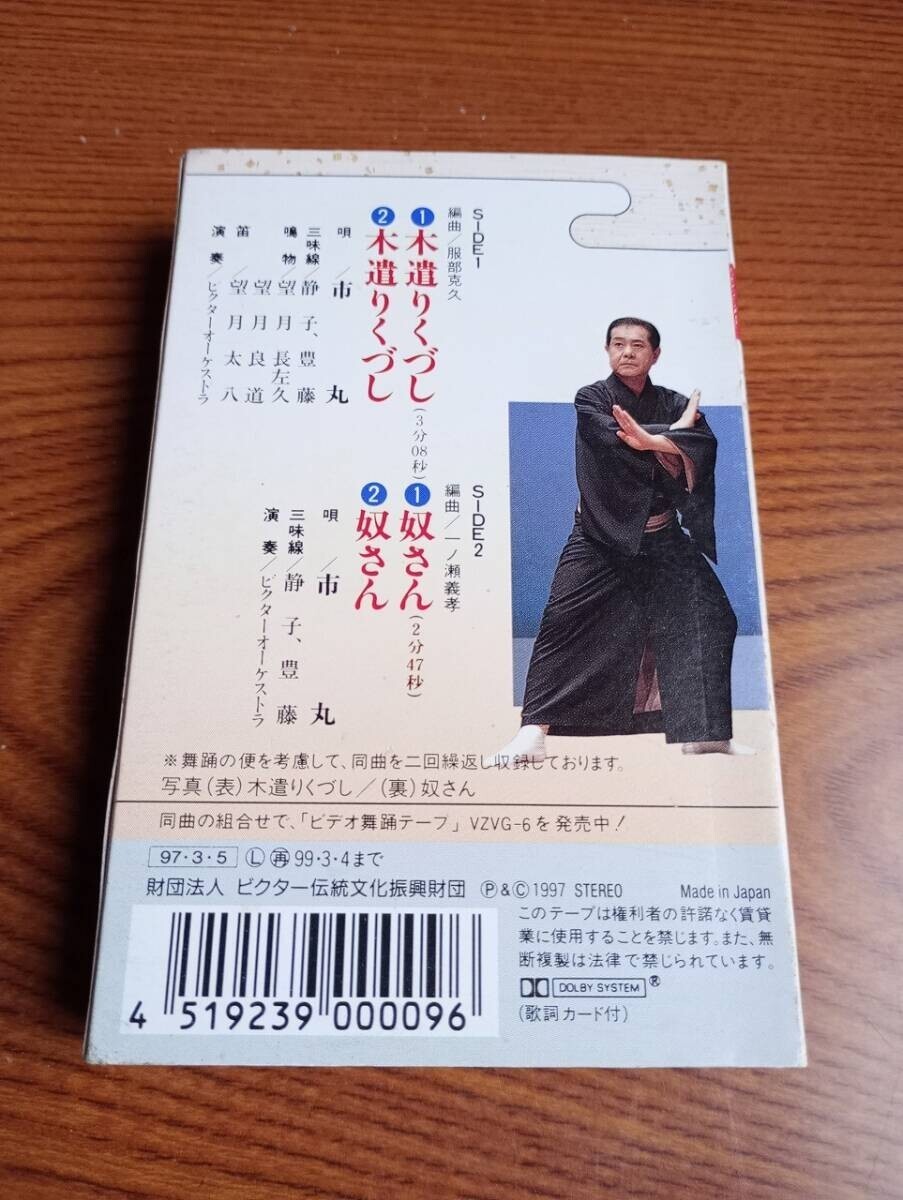 SIDE 1
編曲/服部克久
1 木遣りくづし(3分08秒)
2 木遣りくづし
唄/市丸
三味線/静子、豊藤
鳴物/望月長左久
望月良道
笛/望月太八
演奏/ビクターオーケストラ
SIDE 2
編曲/一ノ瀬義孝
1 奴さん(2分47秒)
2 奴さん
唄/市丸
三味線/静子、豊藤
演奏/ビクターオーケストラ
※舞踊の便を考慮して、同曲を二回繰返し収録しております。
写真(表)木遣りくづし/(裏)奴さん
同曲の組合せで、「ビデオ舞踊テープ」VZVG-6を発売中!
97・3・5 Ⓛ ㊞99・3・4まで
財団法人 ビクター伝統文化振興財団 Ⓟ&Ⓒ1997 STEREO Made in Japan
このテープは権利者の許諾なく賃貸
業に使用することを禁じます。また、無
断複製は法律で禁じられています。
DOLBY SYSTEM ®
(歌詞カード付)
4 519239 000096